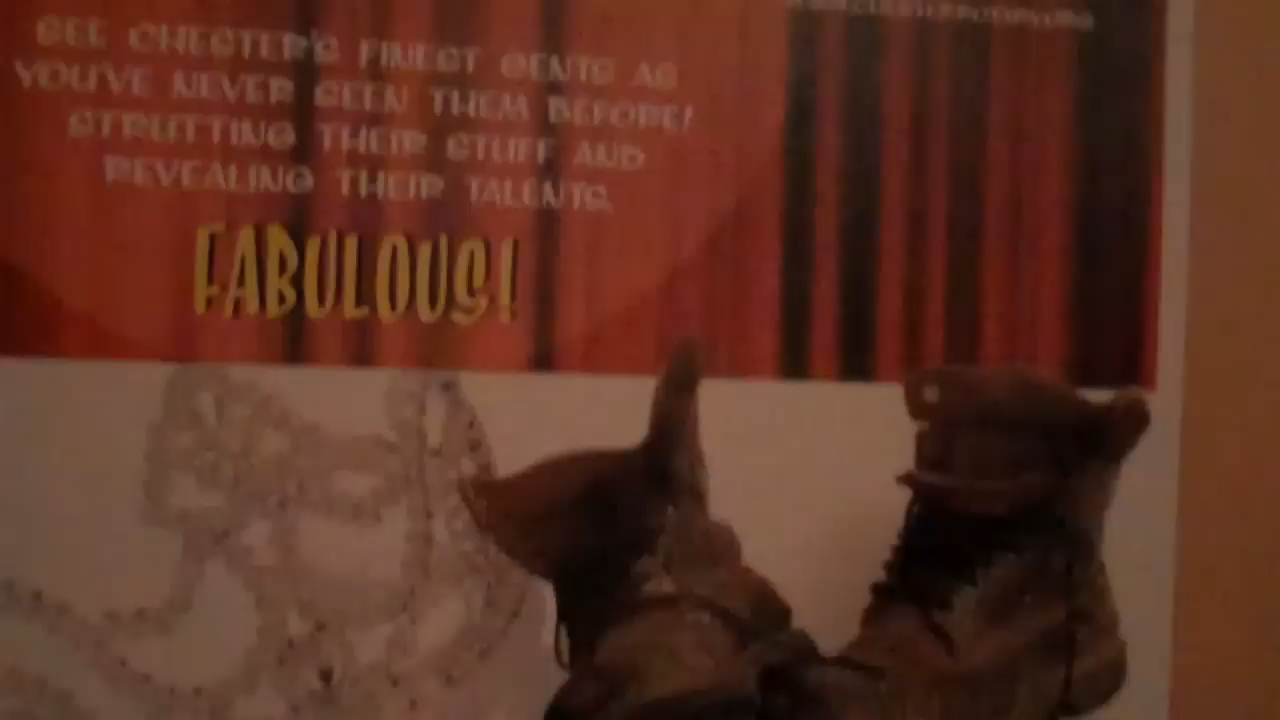 SEE CHESTER'S FINEST GENTS AS
YOU'VE NEVER SEEN THEM BEFORE!
STRUTTING THEIR STUFF AND
REVEALING THEIR TALENTS.
FABULOUS!